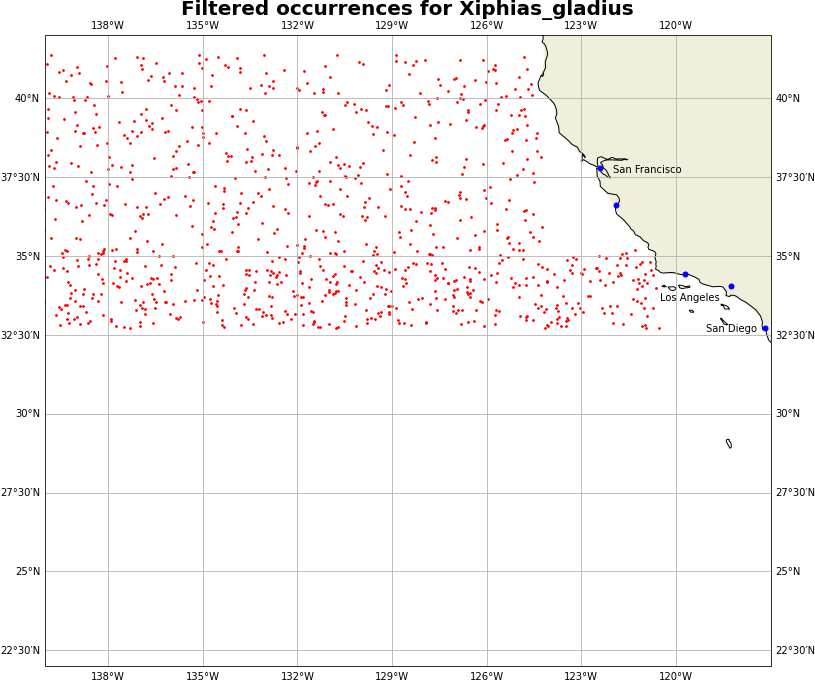 Filtered occurrences for Xiphias_gladius
138°W 135°W 132°W 129°W 126°W 123°W 120°W
40°N 40°N
San Francisco
37°30′N 37°30′N
35°N 35°N
Los Angeles
San Diego
32°30′N 32°30′N
30°N 30°N
27°30′N 27°30′N
25°N 25°N
22°30′N 22°30′N
138°W 135°W 132°W 129°W 126°W 123°W 120°W